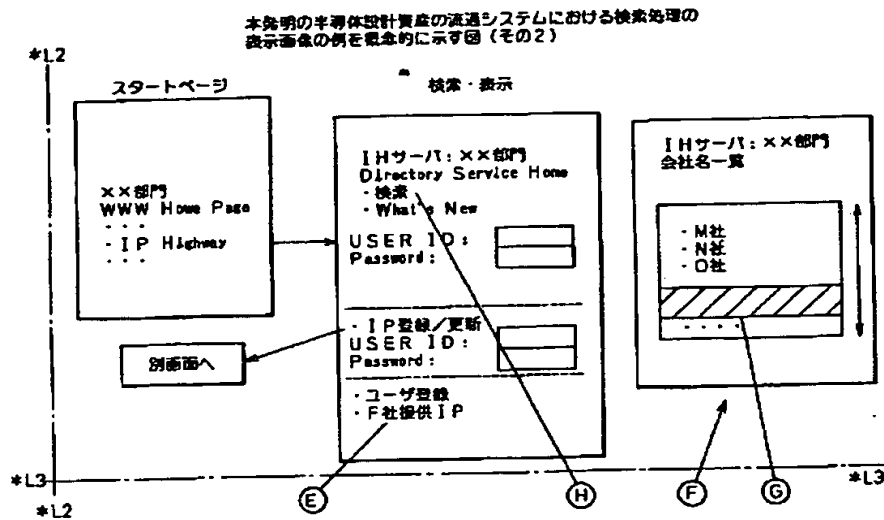 本発明の半導体設計資産の流通システムにおける検索処理の
表示画像の例を概念的に示す図(その2)
*L2
スタートページ
検索・表示
××部門
WWW Home Page
・・・
・IP Highway
・・・
別画面へ
IHサーバ:××部門
Directory Service Home
・検索
・What's New
USER ID:
Password:
・IP登録/更新
USER ID:
Password:
・ユーザ登録
・F社提供IP
IHサーバ:××部門
会社名一覧
・M社
・N社
・O社
・・・・
*L3
*L2
E
H
F
G
*L3